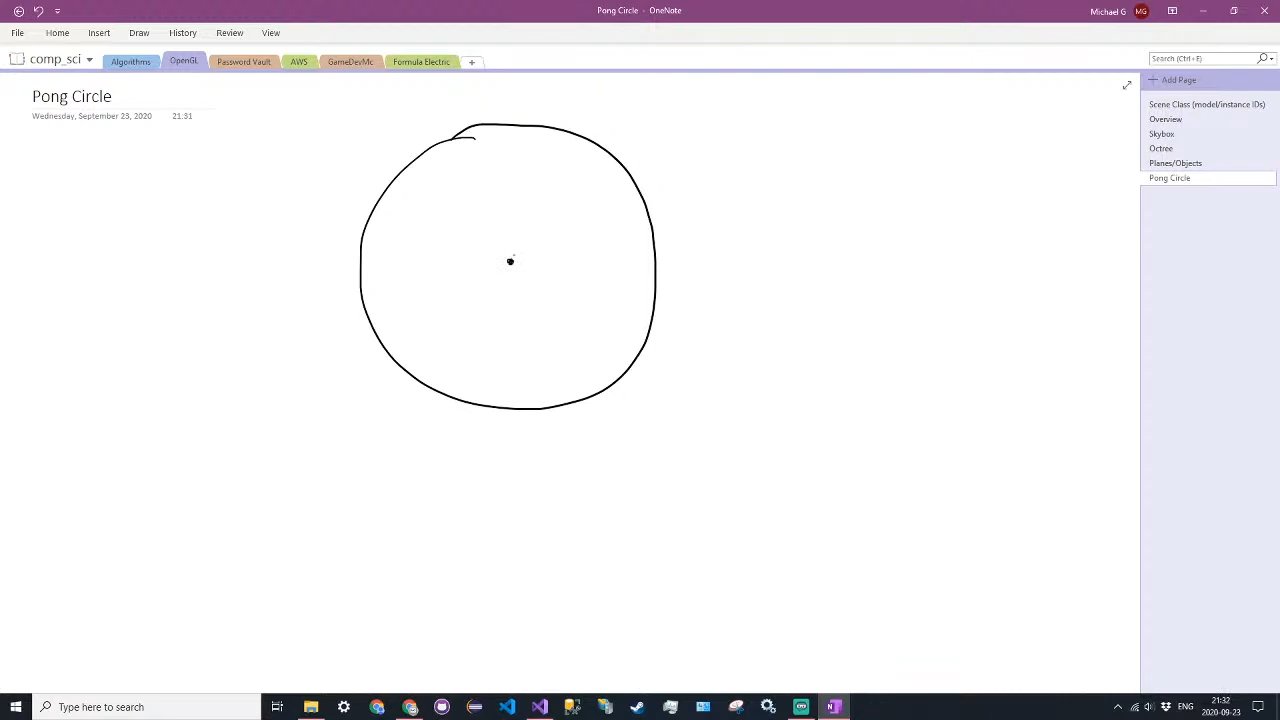 Pong Circle - OneNote
Michael G MG
File Home Insert Draw History Review View
comp_sci Algorithms OpenGL Password Vault AWS GameDevMc Formula Electric +
Search (Ctrl+E)
Add Page
Pong Circle
Wednesday, September 23, 2020 21:31
Scene Class (model/instance IDs)
Overview
Skybox
Octree
Planes/Objects
Pong Circle
Type here to search
ENG
21:32
2020-09-23